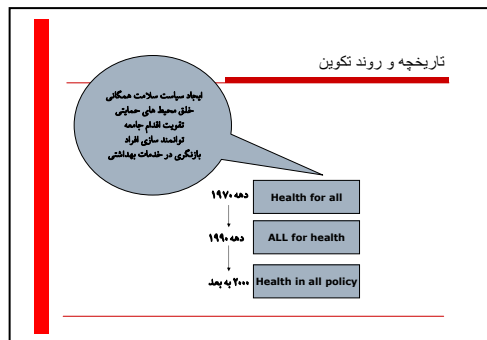 تاریخچه و روند تکوین
ایجاد سیاست سلامت همگانی
خلق محیط های حمایتی
تقویت اقدام جامعه
توانمند سازی افراد
بازنگری در خدمات بهداشتی
دهه ۱۹۷۰
Health for all
دهه ۱۹۹۰
ALL for health
۲۰۰۰ به بعد
Health in all policy